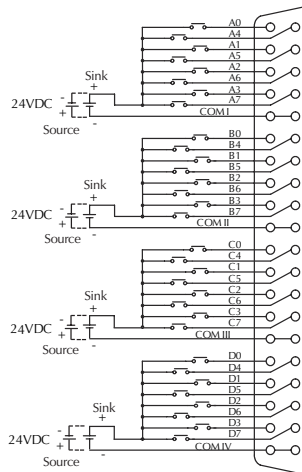 A0
A4
A1
A5
A2
A6
A3
A7
COM I
Sink
+
-
24VDC
+
-
Source
B0
B4
B1
B5
B2
B6
B3
B7
COM II
Sink
+
-
24VDC
+
-
Source
C0
C4
C1
C5
C2
C6
C3
C7
COM III
Sink
+
-
24VDC
+
-
Source
D0
D4
D1
D5
D2
D6
D3
D7
COM IV
Sink
+
-
24VDC
+
-
Source